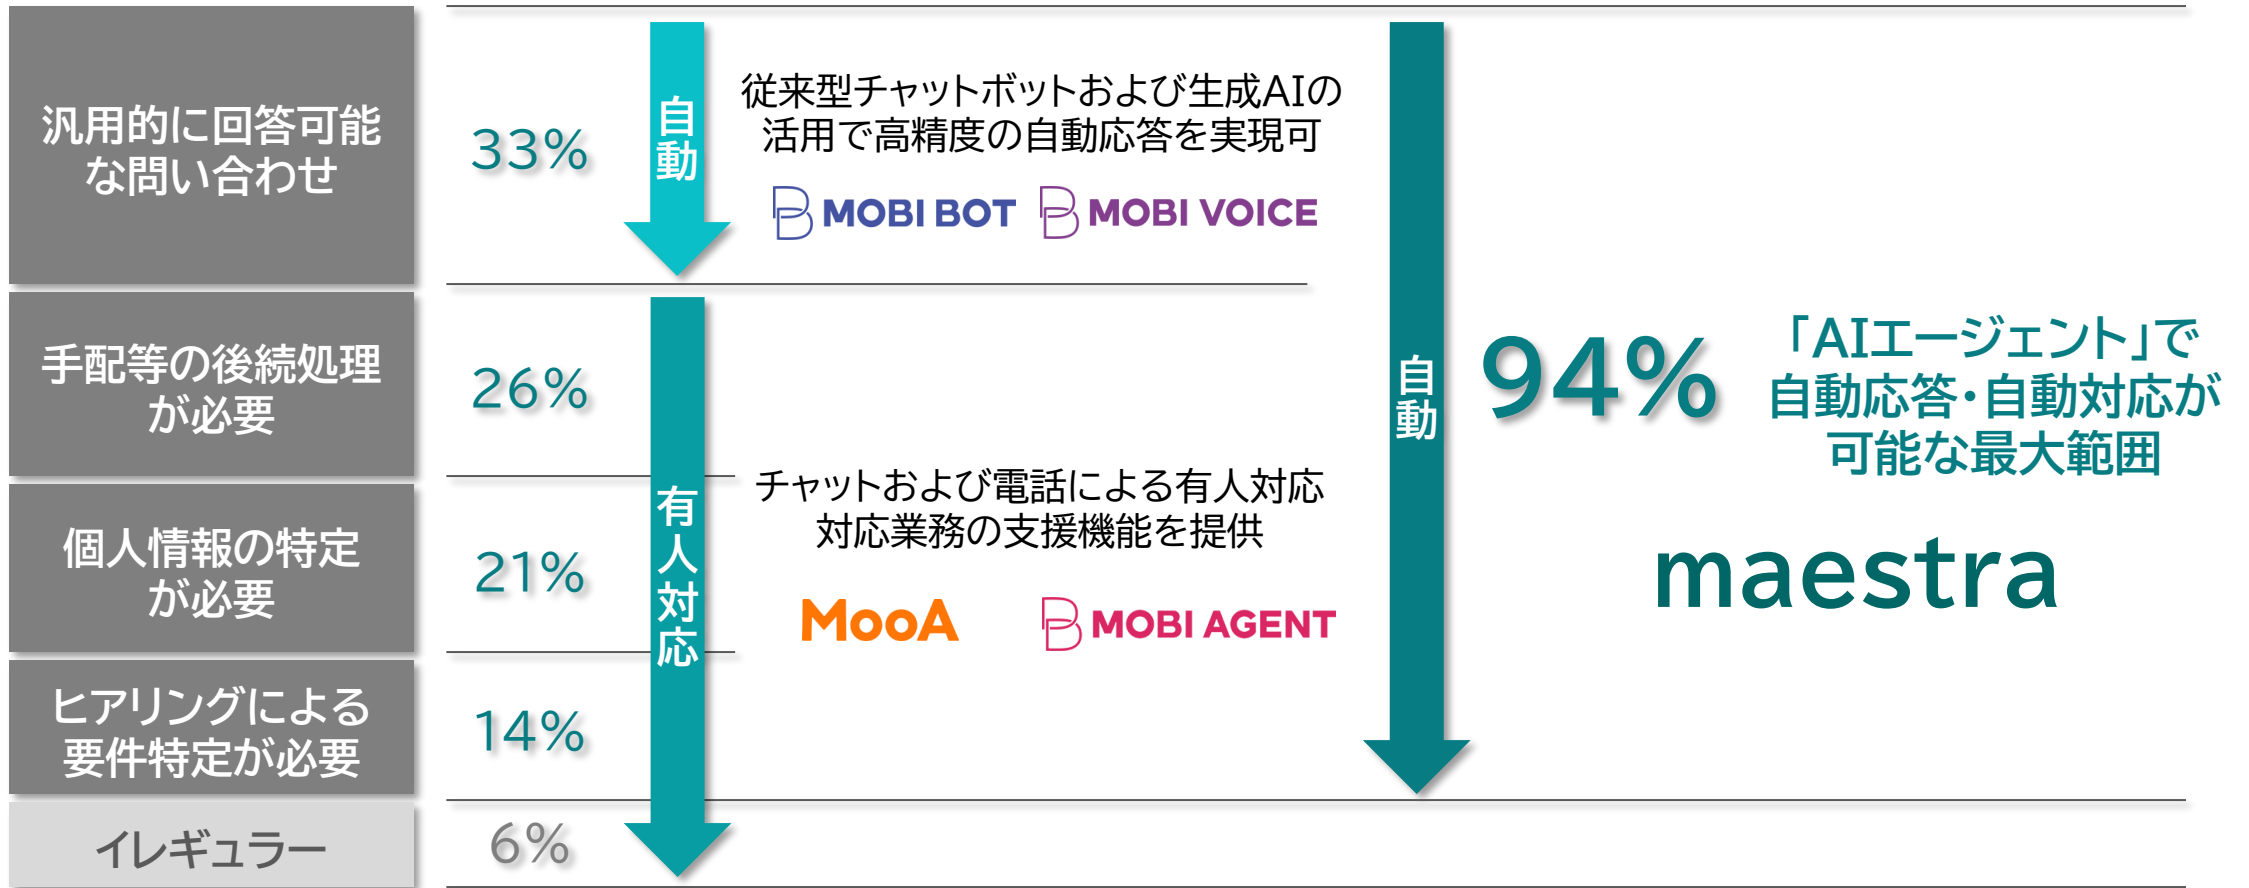 汎用的に回答可能
な問い合わせ
33%
自動
従来型チャットボットおよび生成AIの
活用で高精度の自動応答を実現可
MOBI BOT
MOBI VOICE
手配等の後続処理
が必要
26%
個人情報の特定
が必要
21%
ヒアリングによる
要件特定が必要
14%
イレギュラー
6%
有人対応
チャットおよび電話による有人対応
対応業務の支援機能を提供
MooA
MOBI AGENT
自動
94%
「AIエージェント」で
自動応答・自動対応が
可能な最大範囲
maestra